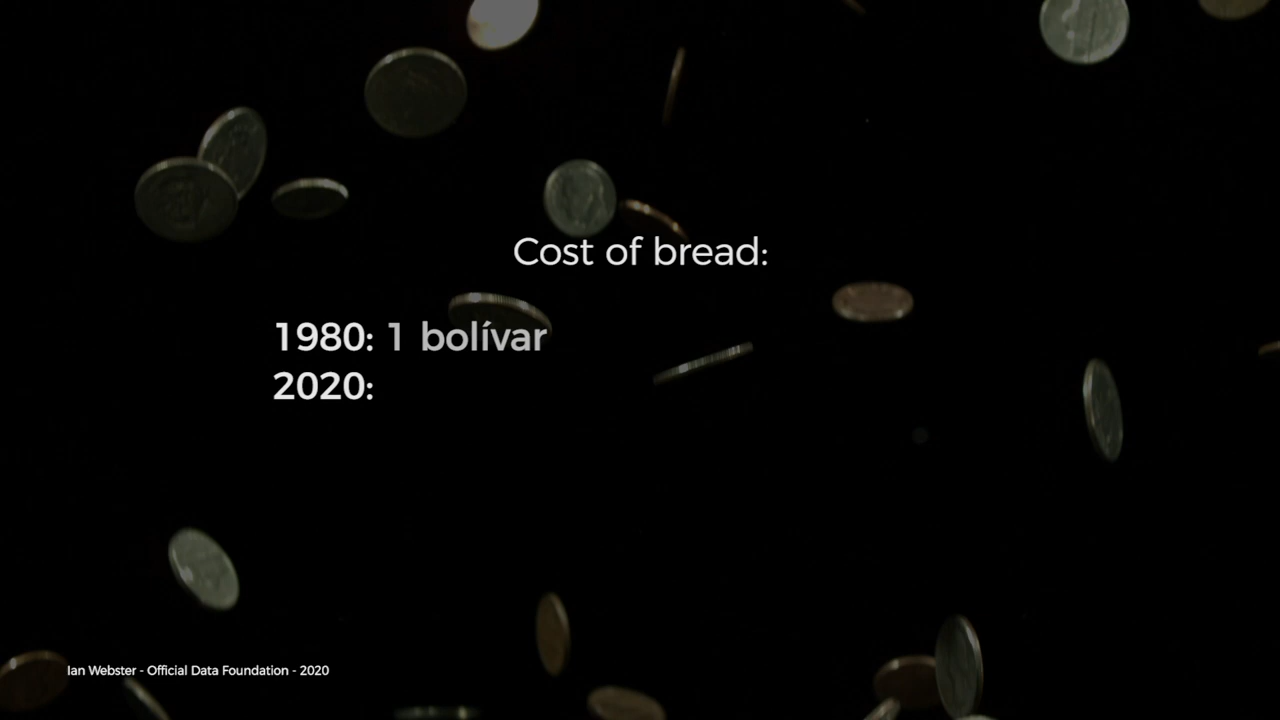 Cost of bread:
1980: 1 bolívar
2020:
Ian Webster - Official Data Foundation - 2020